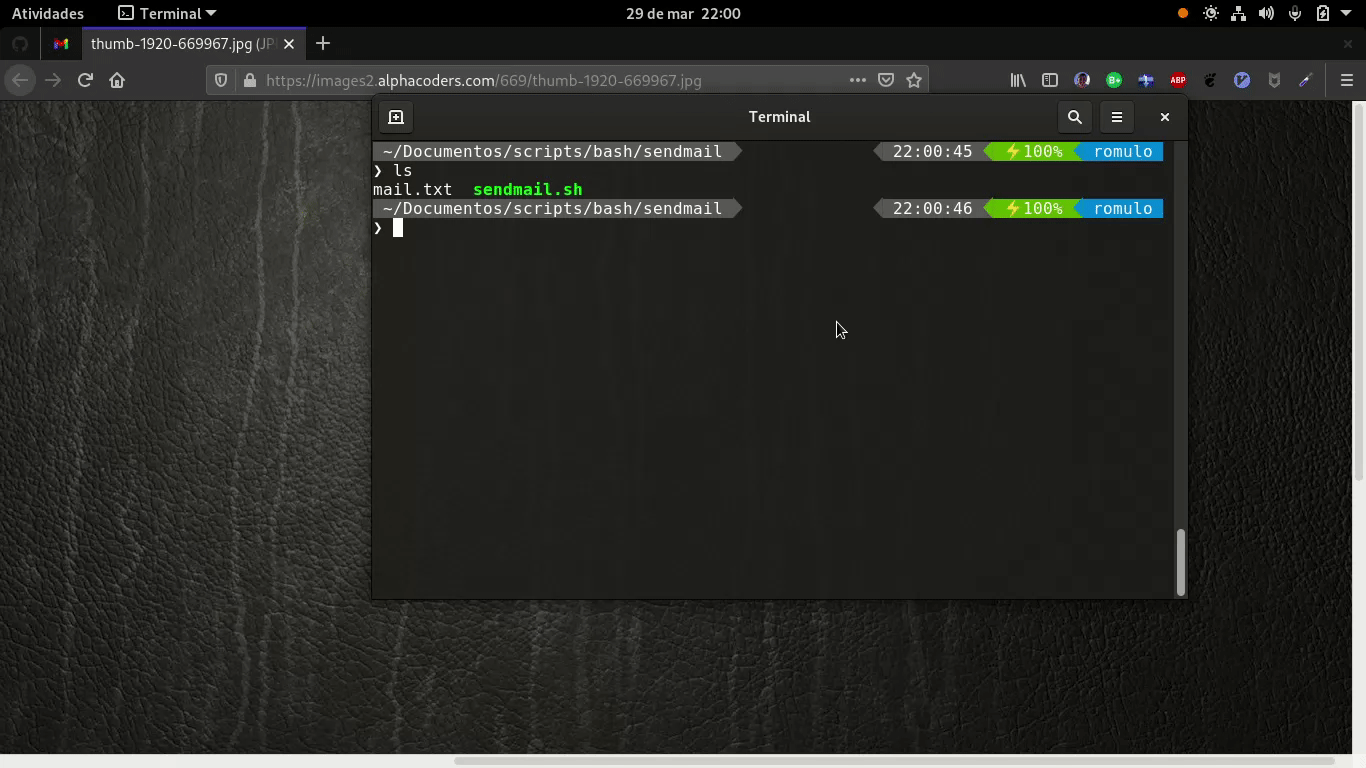 Atividades Terminal 29 de mar 22:00
thumb-1920-669967.jpg (JP
https://images2.alphacoders.com/669/thumb-1920-669967.jpg ABP
Terminal
~/Documentos/scripts/bash/sendmail 22:00:45 ⚡100% romulo
❯ ls
mail.txt sendmail.sh
~/Documentos/scripts/bash/sendmail 22:00:46 ⚡100% romulo
❯